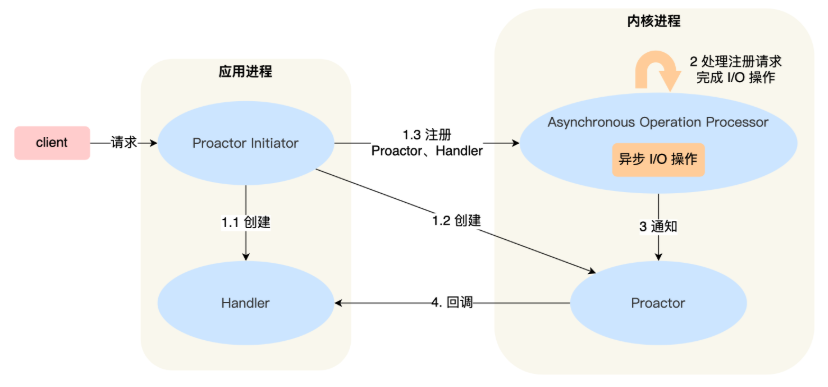 内核进程
应用进程
2 处理注册请求
完成 I/O 操作
client
请求
Proactor Initiator
1.3 注册
Proactor、Handler
Asynchronous Operation Processor
异步 I/O 操作
1.1 创建
1.2 创建
3 通知
Handler
4. 回调
Proactor